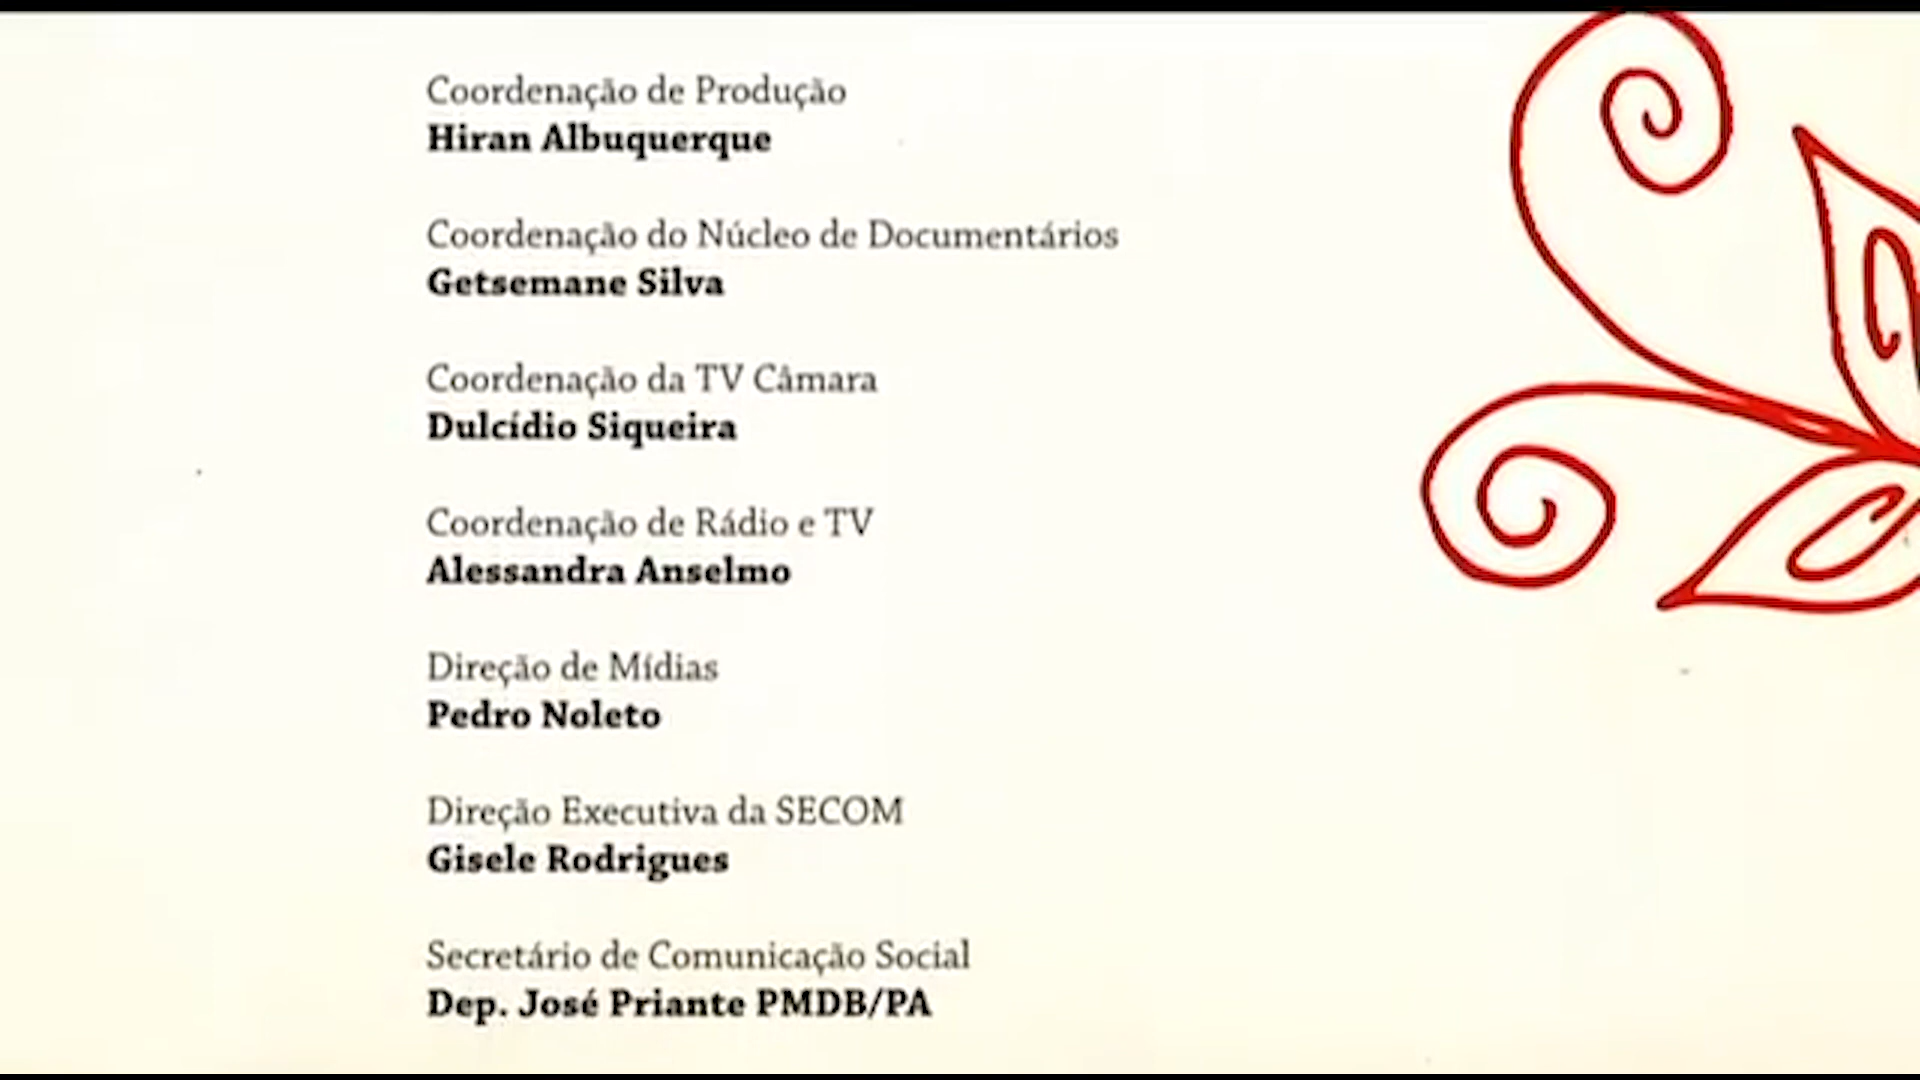 Coordenação de Produção
Hiran Albuquerque
Coordenação do Núcleo de Documentários
Getsemane Silva
Coordenação da TV Câmara
Dulcídio Siqueira
Coordenação de Rádio e TV
Alessandra Anselmo
Direção de Mídias
Pedro Noleto
Direção Executiva da SECOM
Gisele Rodrigues
Secretário de Comunicação Social
Dep. José Priante PMDB/PA